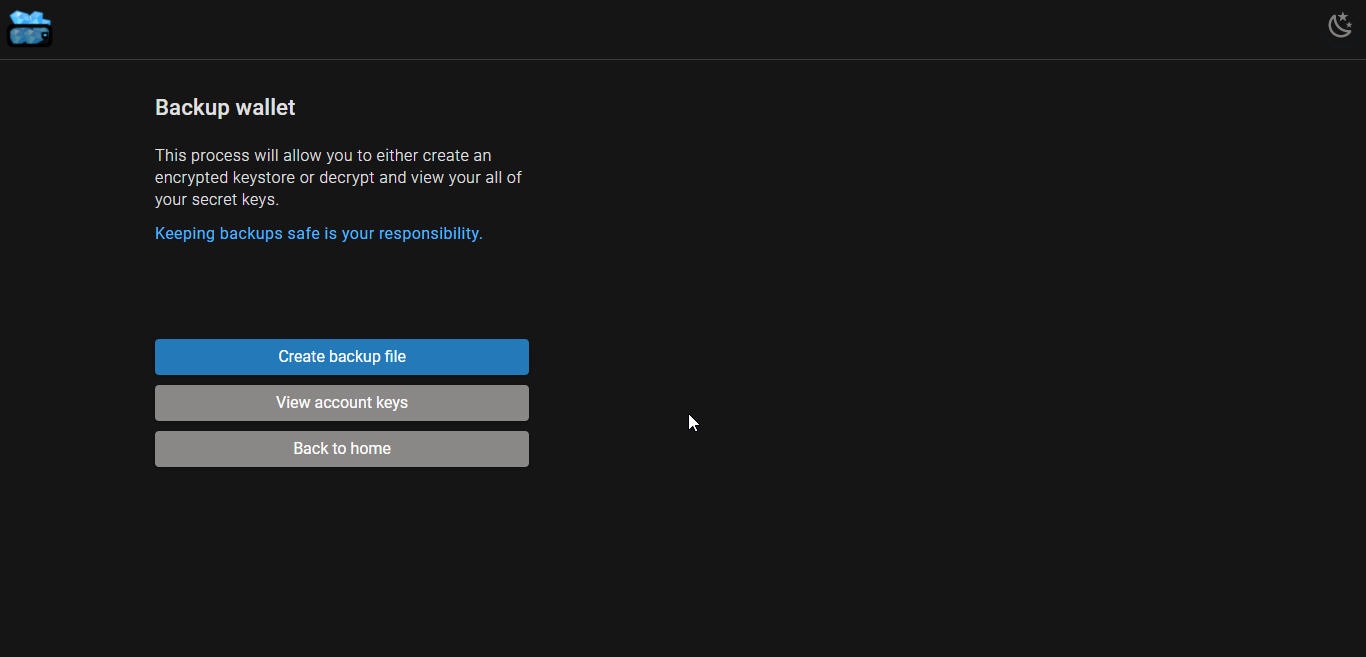 Backup wallet
This process will allow you to either create an
encrypted keystore or decrypt and view your all of
your secret keys.
Keeping backups safe is your responsibility.
Create backup file
View account keys
Back to home